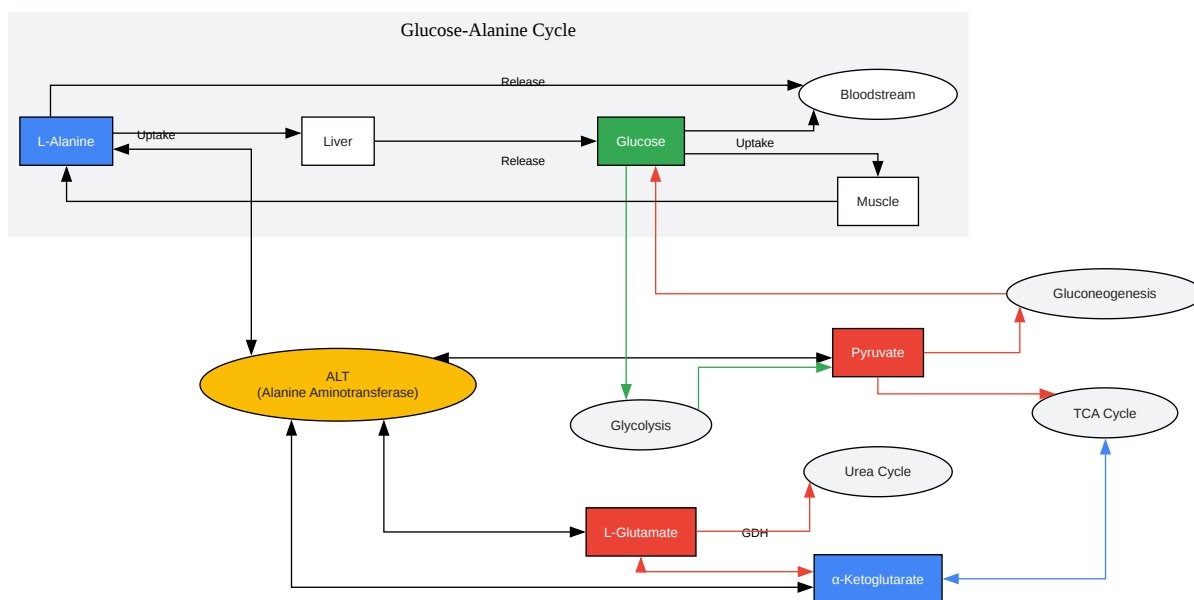 Glucose-Alanine Cycle
Release
Bloodstream
L-Alanine
Uptake
Liver
Glucose
Uptake
Release
Muscle
Gluconeogenesis
Pyruvate
ALT
(Alanine Aminotransferase)
TCA Cycle
Glycolysis
Urea Cycle
L-Glutamate
GDH
α-Ketoglutarate